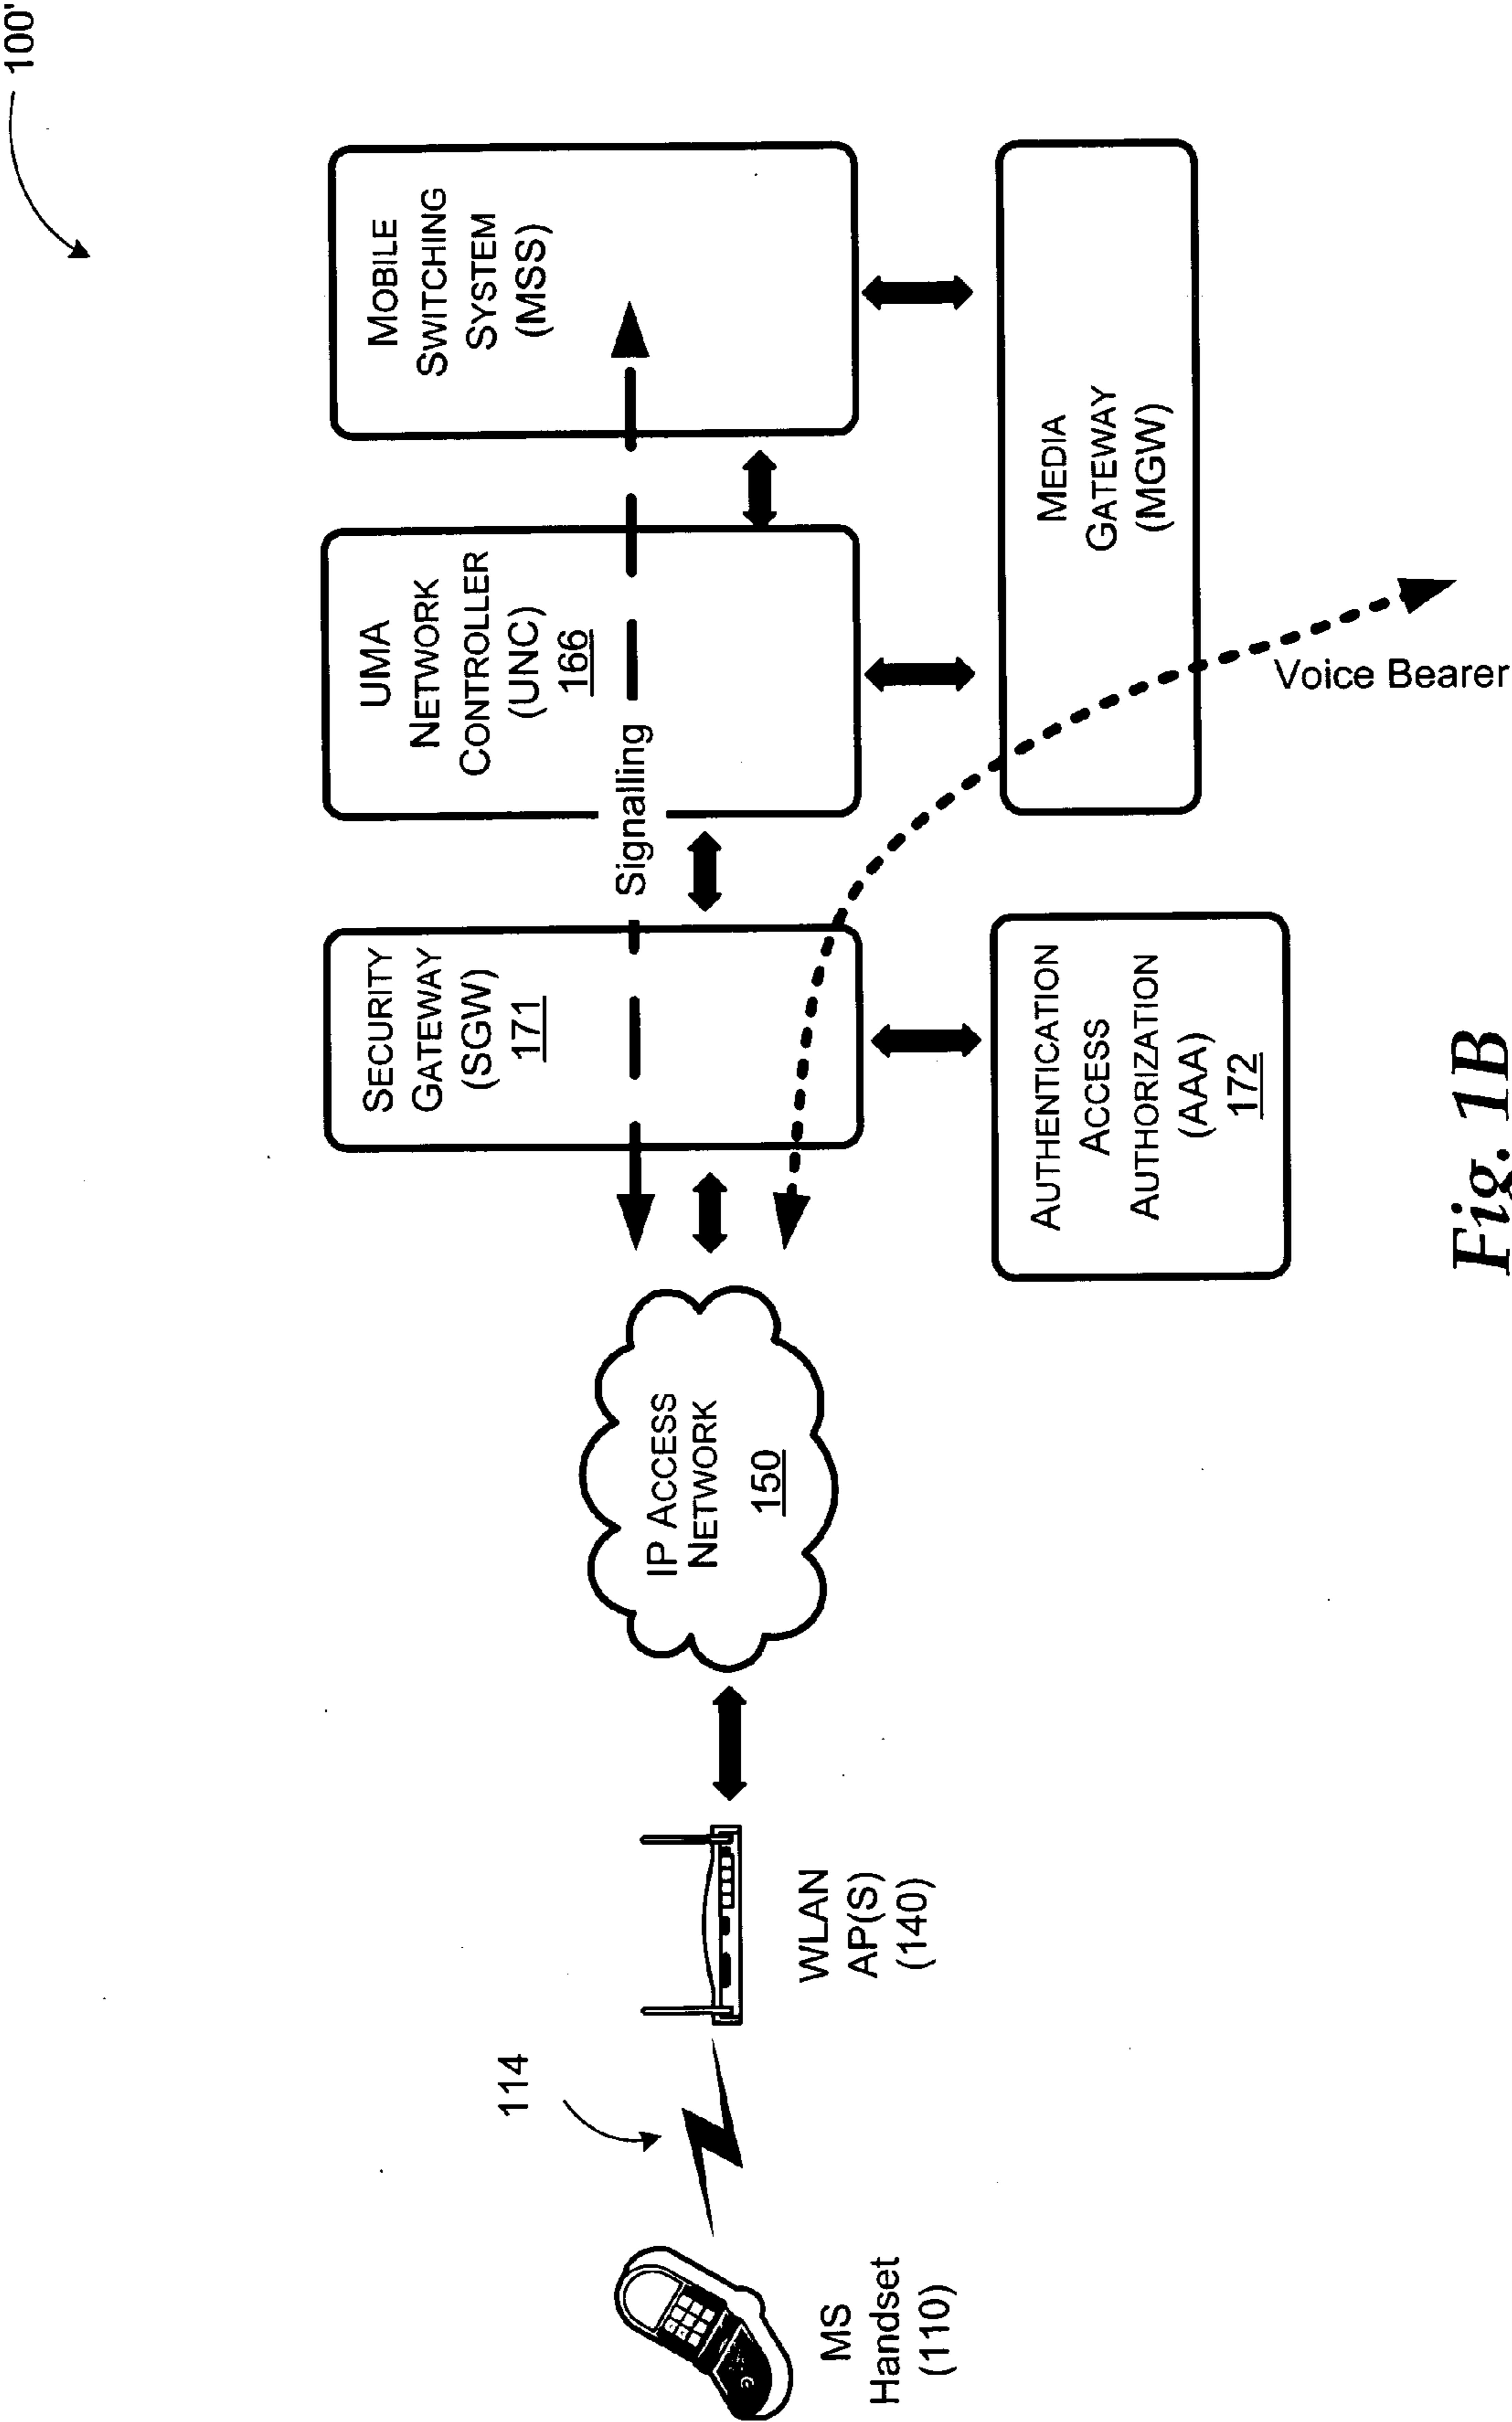 100'
MOBILE
SWITCHING
SYSTEM
(MSS)
UMA
NETWORK
CONTROLLER
(UNC)
166
SECURITY
GATEWAY
(SGW)
171
Signalling
MEDIA
GATEWAY
(MGW)
Voice Bearer
AUTHENTICATION
ACCESS
AUTHORIZATION
(AAA)
172
IP ACCESS
NETWORK
150
WLAN
AP(S)
(140)
114
MS
Handset
(110)
Fig. 1B